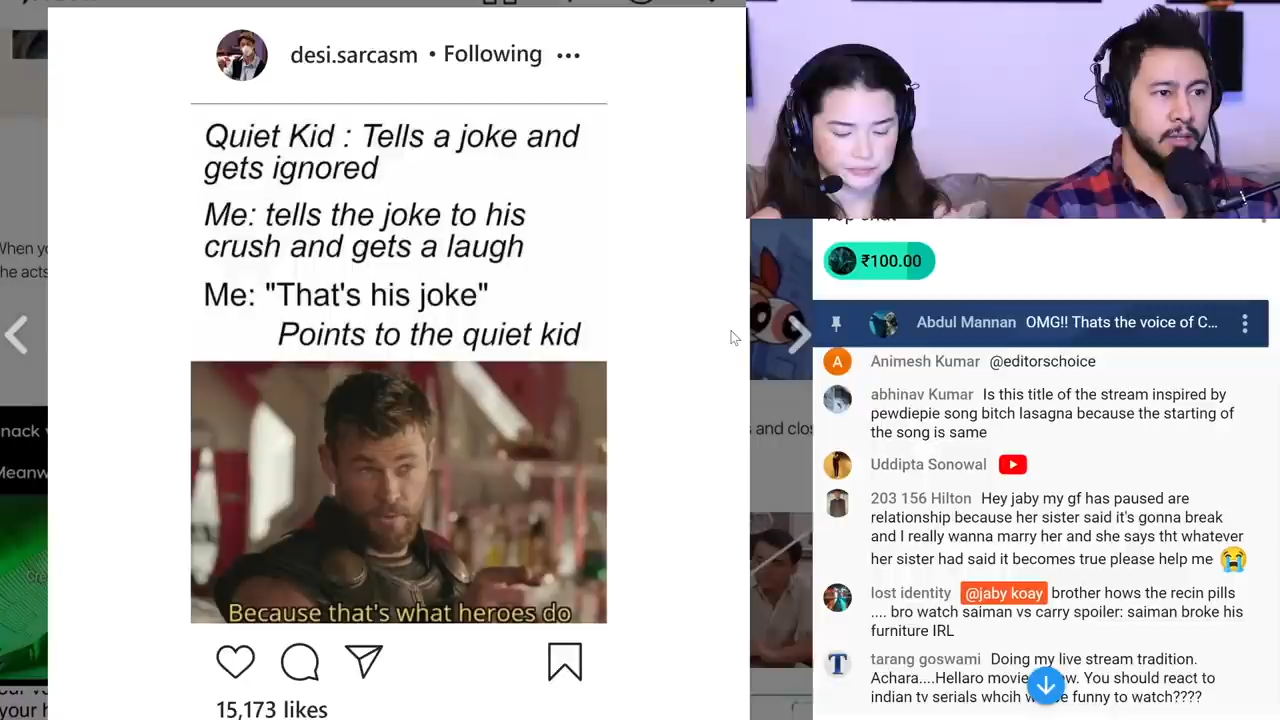 desi.sarcasm • Following •••
Quiet Kid : Tells a joke and
gets ignored
Me: tells the joke to his
crush and gets a laugh
Me: "That's his joke"
Points to the quiet kid
Because that's what heroes do
15,173 likes
When yo
he acts
nack
Meanw
your
s and clos
₹100.00
Abdul Mannan OMG!! Thats the voice of C...
A Animesh Kumar @editorschoice
abhinav Kumar Is this title of the stream inspired by
pewdiepie song bitch lasagna because the starting of
the song is same
Uddipta Sonowal
203 156 Hilton Hey jaby my gf has paused are
relationship because her sister said it's gonna break
and I really wanna marry her and she says tht whatever
her sister had said it becomes true please help me 😭
lost identity @jaby koay brother hows the recin pills
.... bro watch saiman vs carry spoiler: saiman broke his
furniture IRL
T tarang goswami Doing my live stream tradition.
Achara....Hellaro movie w. You should react to
indian tv serials whcih w e funny to watch????